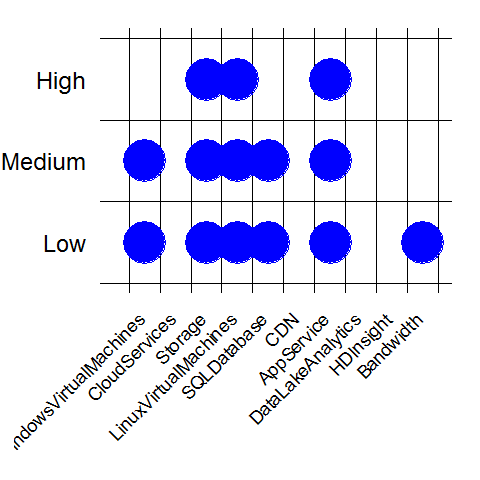 High
Medium
Low
ndowsVirtualMachines
CloudServices
Storage
LinuxVirtualMachines
SQLDatabase
CDN
AppService
DataLakeAnalytics
HDInsight
Bandwidth